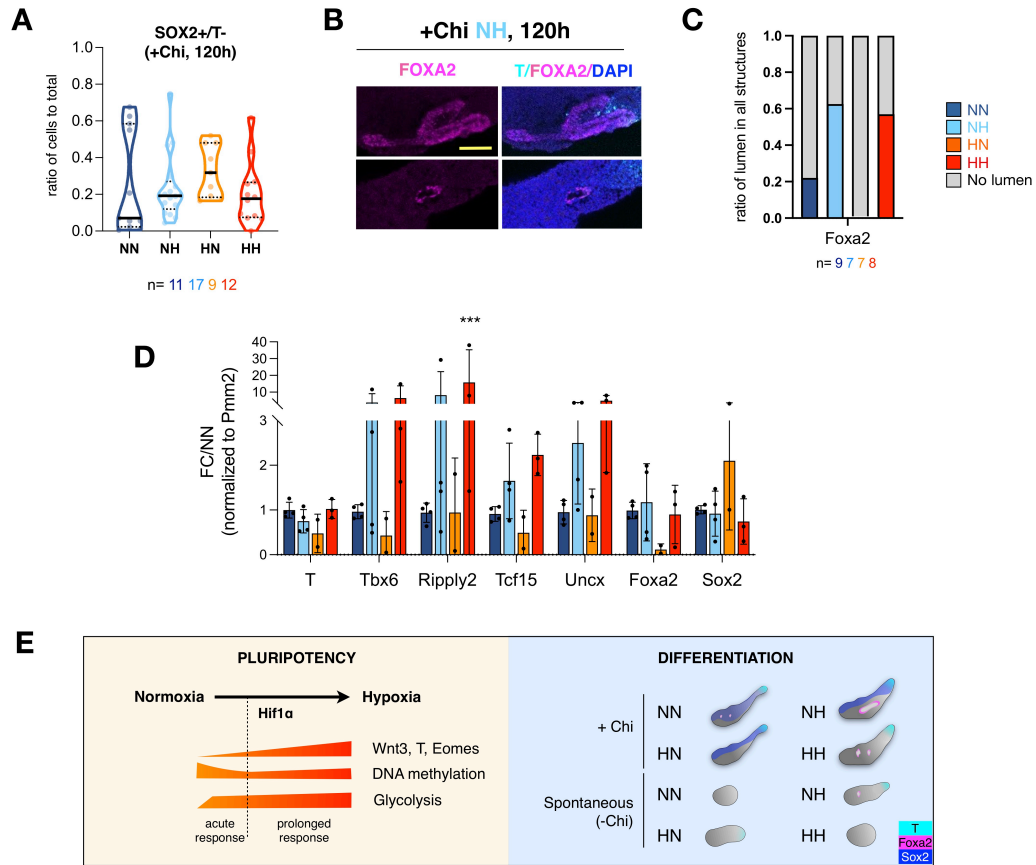 A
SOX2+/T-
(+Chi, 120h)
ratio of cells to total
1.0
0.8
0.6
0.4
0.2
0.0
NN NH HN HH
n= 11 17 9 12
B
+Chi NH, 120h
FOXA2
T/FOXA2/DAPI
C
ratio of lumen in all structures
1.0
0.8
0.6
0.4
0.2
0.0
Foxa2
n= 9 7 7 8
NN
NH
HN
HH
No lumen
D
FC/NN
(normalized to Pmm2)
40
30
20
10
3
2
1
0
***
T Tbx6 Ripply2 Tcf15 Uncx Foxa2 Sox2
E
PLURIPOTENCY
Normoxia
Hypoxia
Hif1α
Wnt3, T, Eomes
DNA methylation
Glycolysis
acute
response
prolonged
response
DIFFERENTIATION
+ Chi
NN
NH
HN
HH
Spontaneous
(-Chi)
NN
NH
HN
HH
T
Foxa2
Sox2